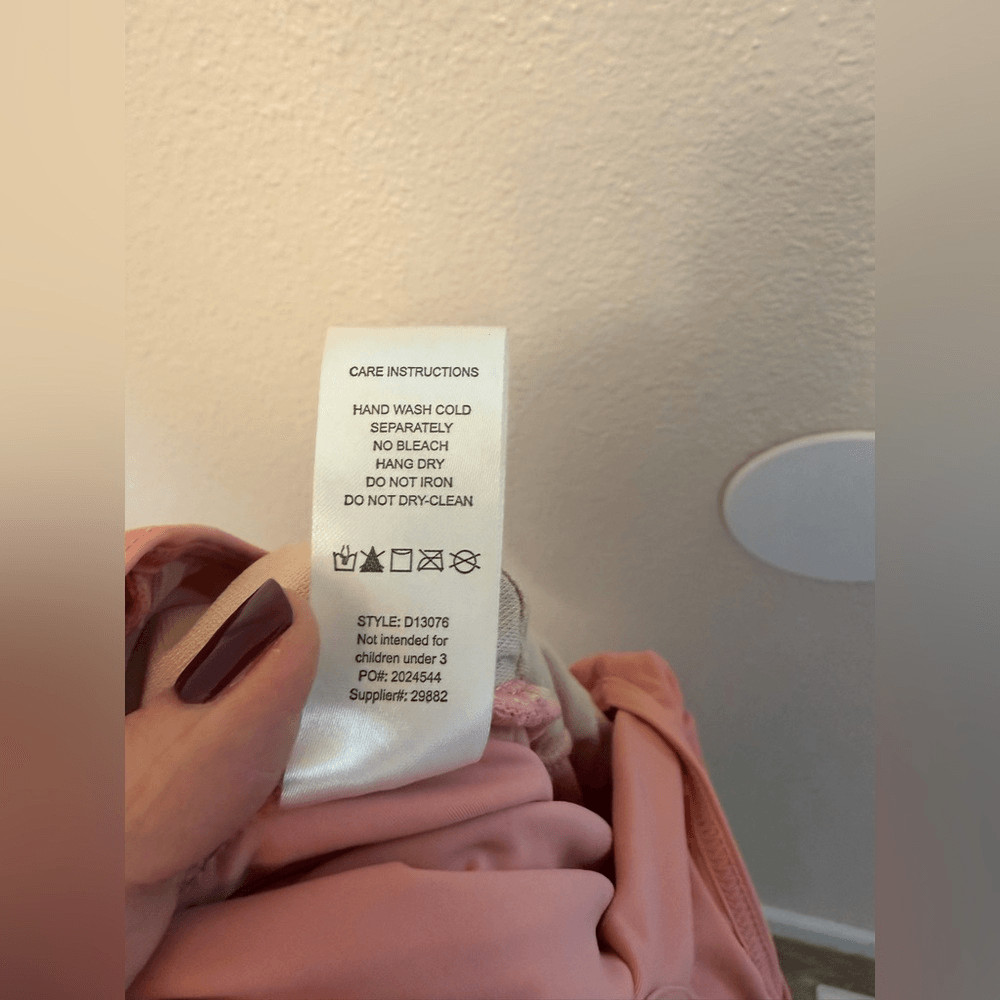 CARE INSTRUCTIONS
HAND WASH COLD
SEPARATELY
NO BLEACH
HANG DRY
DO NOT IRON
DO NOT DRY-CLEAN
STYLE: D13076
Not intended for
children under 3
PO#: 2024544
Supplier#: 29882